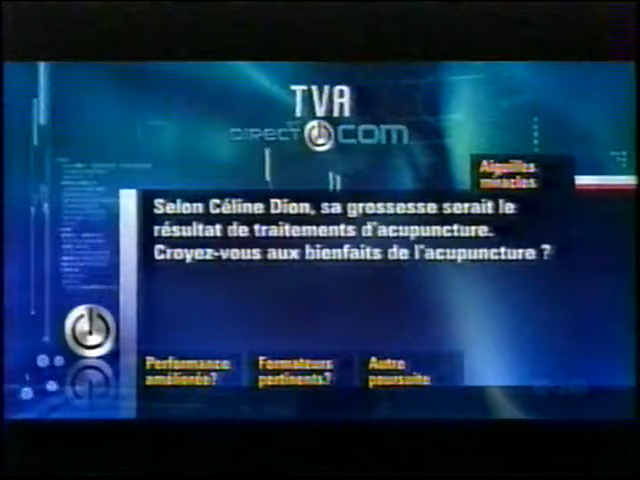 TVA
DIRECT COM
Aiguilles
miracles
Selon Céline Dion, sa grossesse serait le
résultat de traitements d'acupuncture.
Croyez-vous aux bienfaits de l'acupuncture ?
Performance
améliorée?
Formateurs
pertinents?
Autre
poursuite